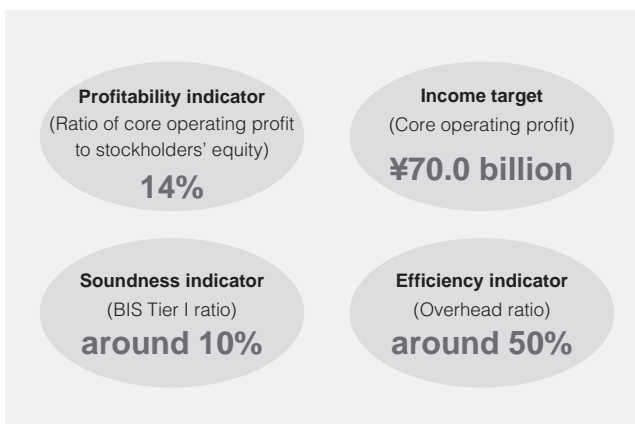 Profitability indicator
(Ratio of core operating profit
to stockholders’ equity)
14%
Income target
(Core operating profit)
¥70.0 billion
Soundness indicator
(BIS Tier I ratio)
around 10%
Efficiency indicator
(Overhead ratio)
around 50%